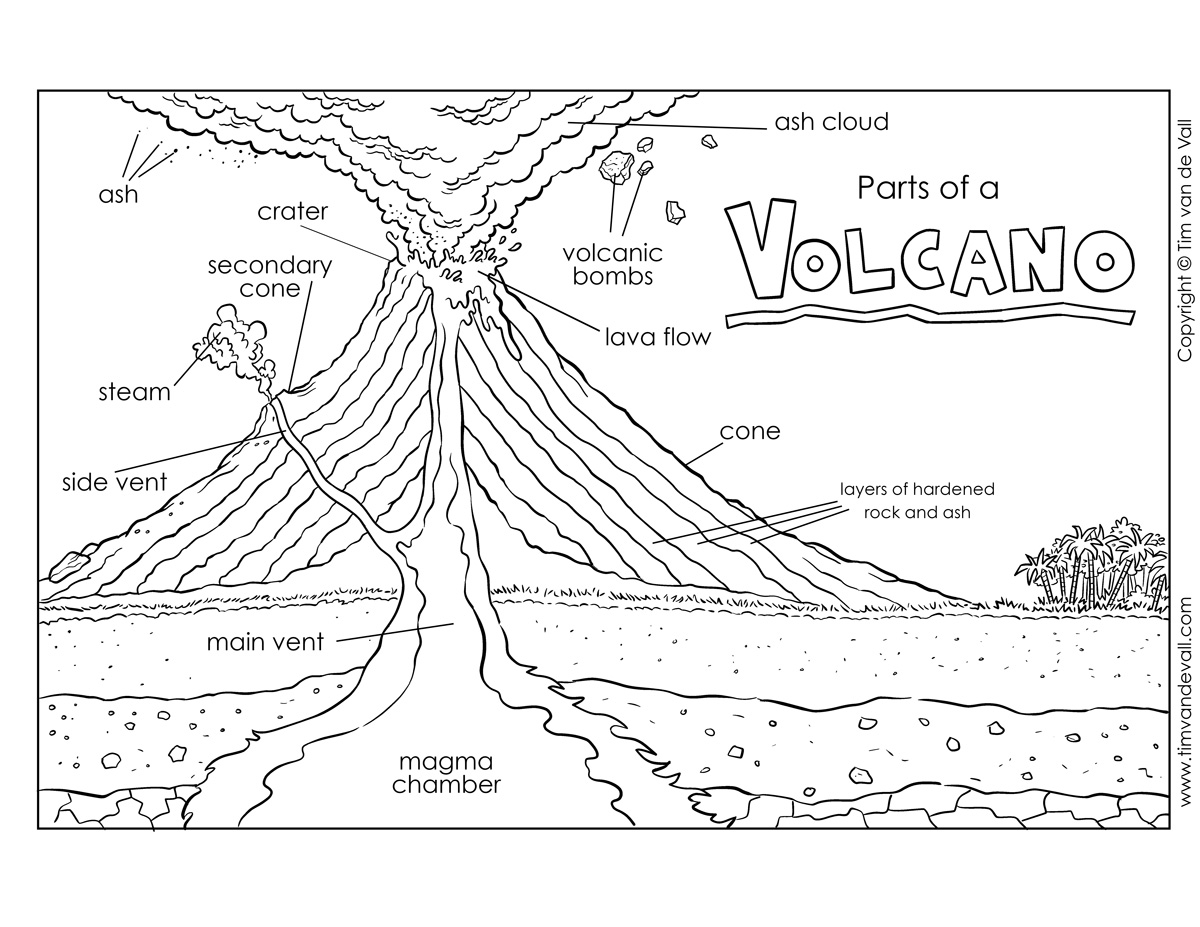 ash cloud
ash
Parts of a
VOLCANO
crater
volcanic
bombs
secondary
cone
lava flow
steam
cone
side vent
layers of hardened
rock and ash
main vent
magma
chamber
Copyright © Tim van de Vall
www.timvandevall.com